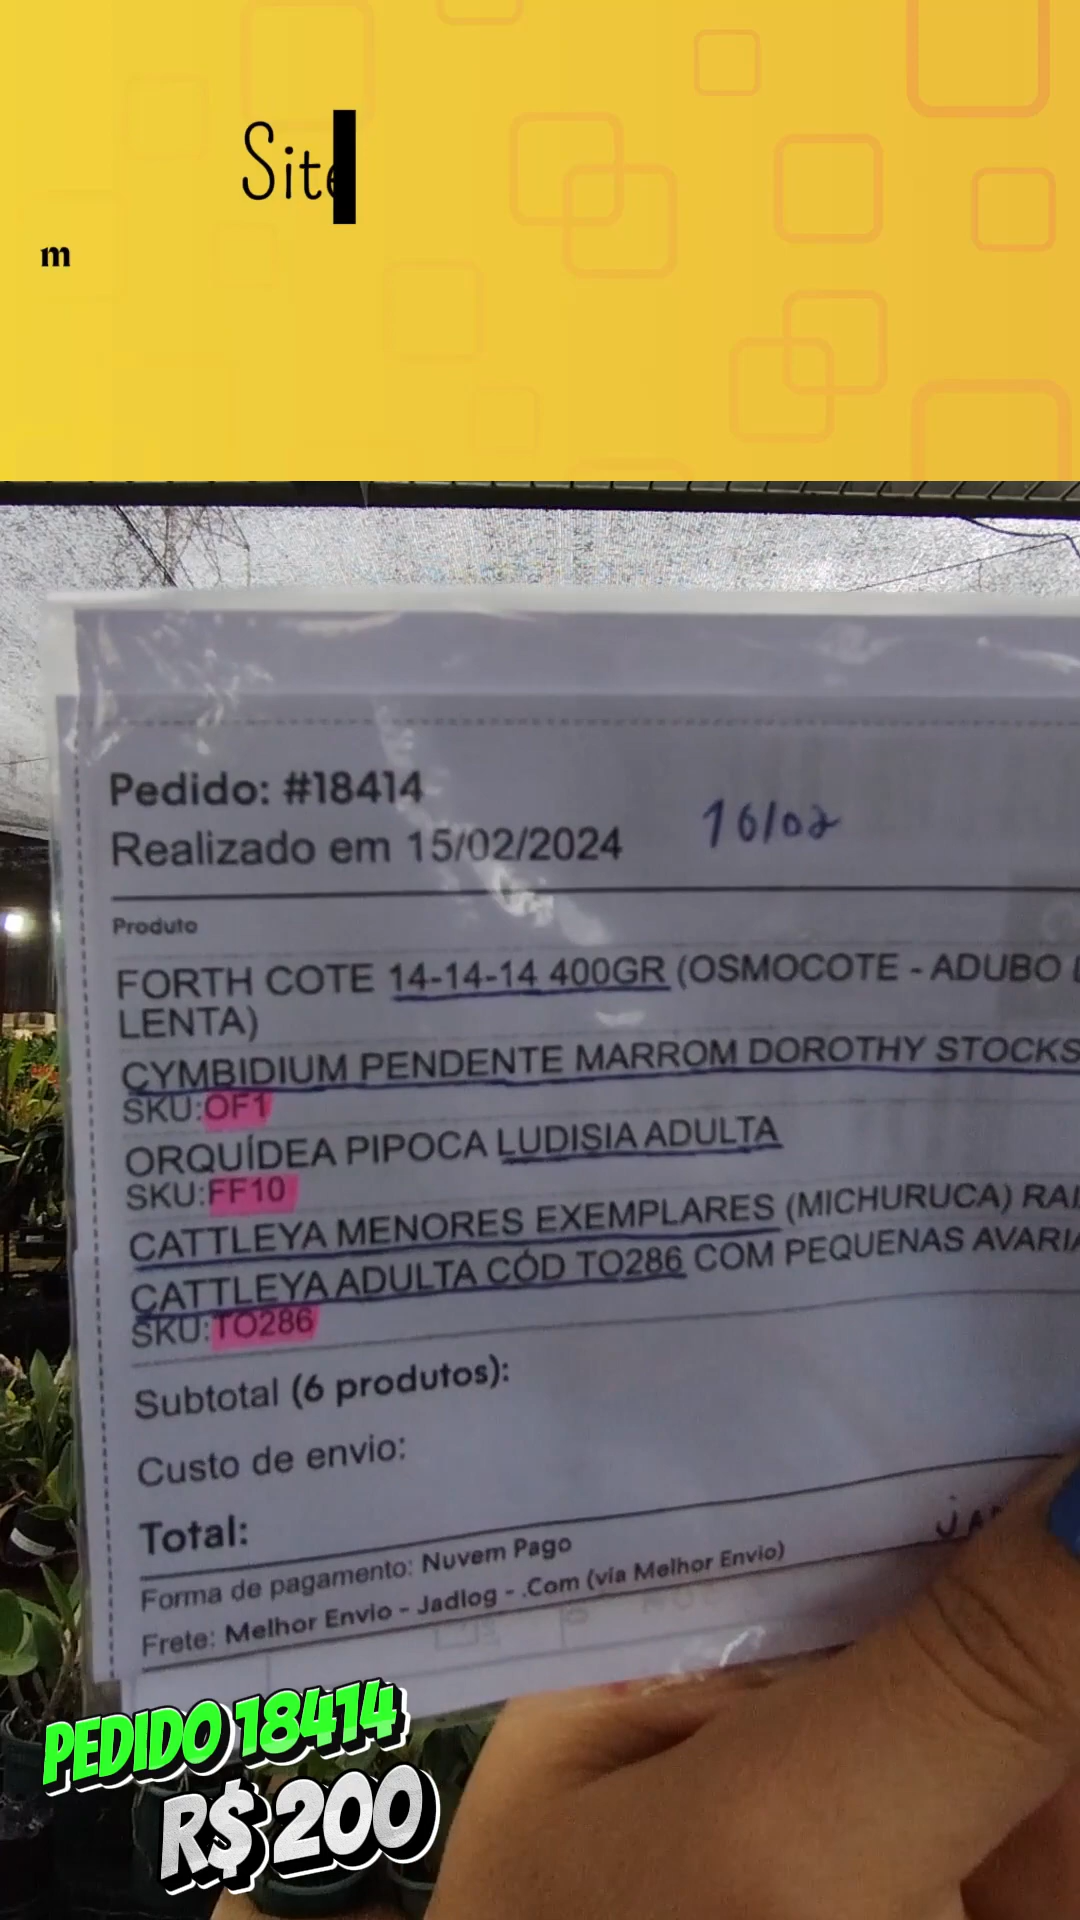 Site
m
Pedido: #18414
Realizado em 15/02/2024
16/02
Produto
FORTH COTE 14-14-14 400GR (OSMOCOTE - ADUBO
LENTA)
CYMBIDIUM PENDENTE MARROM DOROTHY STOCKS
SKU:OF1
ORQUÍDEA PIPOCA LUDISIA ADULTA
SKU:FF10
CATTLEYA MENORES EXEMPLARES (MICHURUCA)
CATTLEYA ADULTA CÓD TO286 COM PEQUENAS
SKU:TO286
Subtotal (6 produtos):
Custo de envio:
Total:
Forma de pagamento: Nuvem Pago
Frete: Melhor Envio - Jadlog - .Com (via Melhor Envio)
PEDIDO 18414
R$ 200